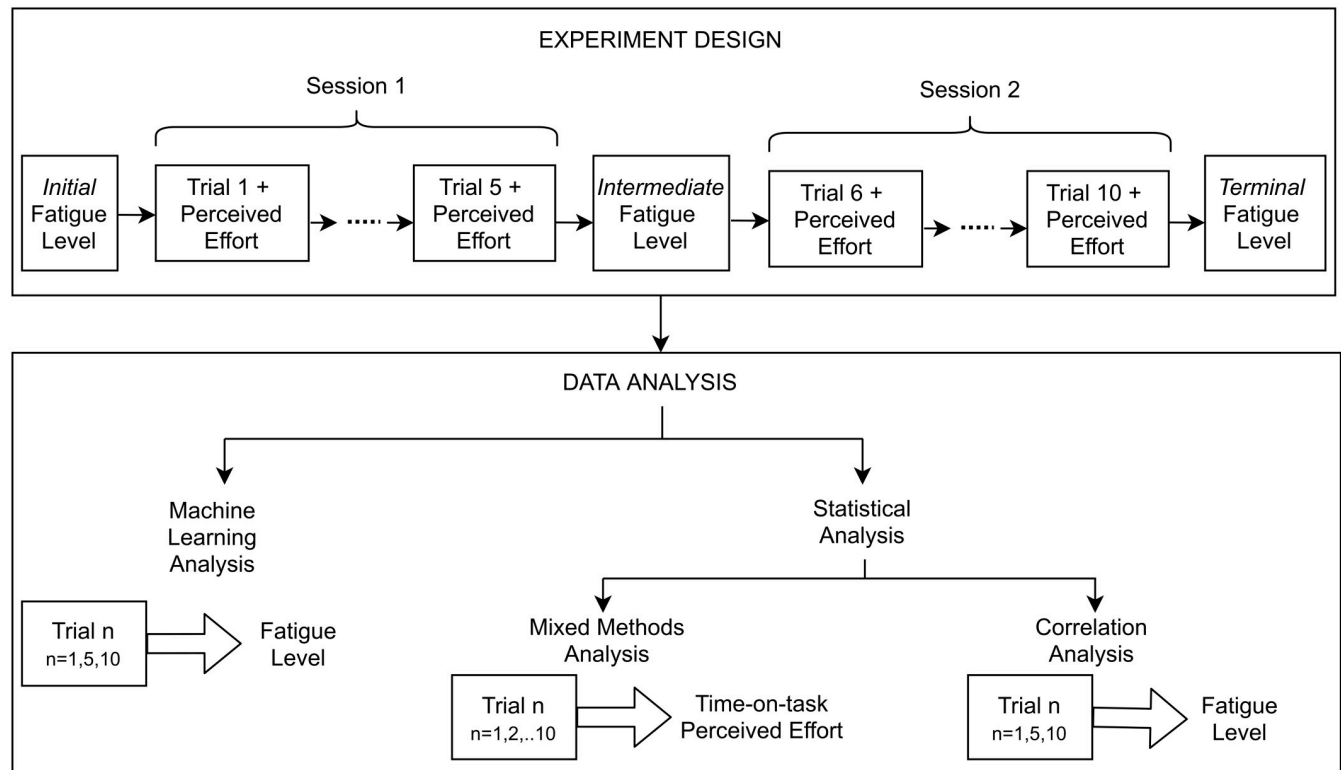 EXPERIMENT DESIGN
Session 1
Session 2
Initial
Fatigue
Level
Trial 1 +
Perceived
Effort
Trial 5 +
Perceived
Effort
Intermediate
Fatigue
Level
Trial 6 +
Perceived
Effort
Trial 10 +
Perceived
Effort
Terminal
Fatigue
Level
DATA ANALYSIS
Machine
Learning
Analysis
Trial n
n=1,5,10
Fatigue
Level
Statistical
Analysis
Mixed Methods
Analysis
Trial n
n=1,2,..10
Time-on-task
Perceived Effort
Correlation
Analysis
Trial n
n=1,5,10
Fatigue
Level